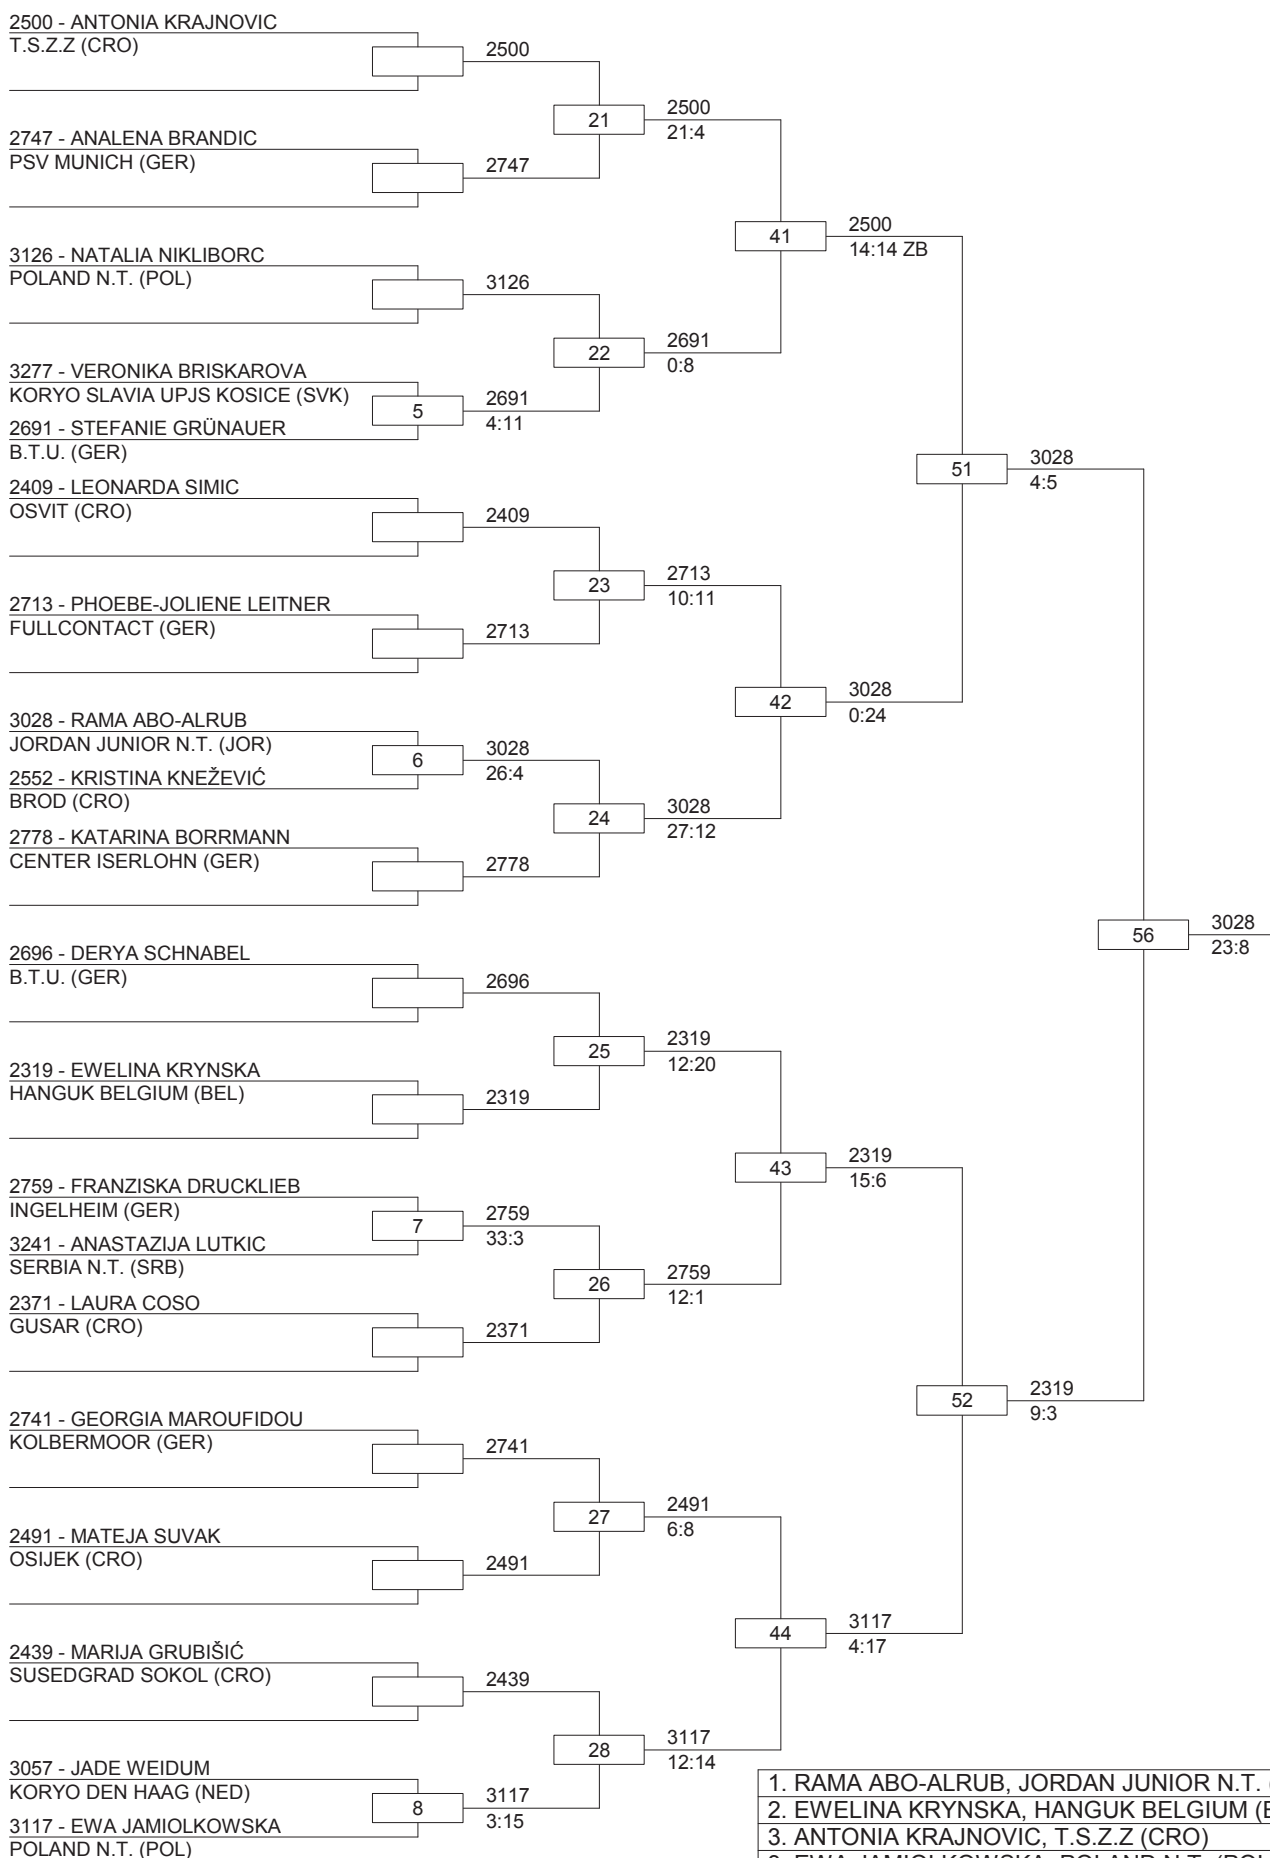 2500 - ANTONIA KRAJNOVIC
T.S.Z.Z (CRO)
2500
21
2500
21:4
2747 - ANALENA BRANDIC
PSV MUNICH (GER)
2747
41
2500
14:14 ZB
3126 - NATALIA NIKLIBORC
POLAND N.T. (POL)
3126
22
2691
0:8
3277 - VERONIKA BRISKAROVA
KORYO SLAVIA UPJS KOSICE (SVK)
5
2691
4:11
2691 - STEFANIE GRÜNAUER
B.T.U. (GER)
51
3028
4:5
2409 - LEONARDA SIMIC
OSVIT (CRO)
2409
23
2713
10:11
2713 - PHOEBE-JOLIENE LEITNER
FULLCONTACT (GER)
2713
42
3028
0:24
3028 - RAMA ABO-ALRUB
JORDAN JUNIOR N.T. (JOR)
6
3028
26:4
2552 - KRISTINA KNEŽEVIĆ
BROD (CRO)
24
3028
27:12
2778 - KATARINA BORRMANN
CENTER ISERLOHN (GER)
2778
56
3028
23:8
2696 - DERYA SCHNABEL
B.T.U. (GER)
2696
25
2319
12:20
2319 - EWELINA KRYNSKA
HANGUK BELGIUM (BEL)
2319
43
2319
15:6
2759 - FRANZISKA DRUCKLIEB
INGELHEIM (GER)
7
2759
33:3
3241 - ANASTAZIJA LUTKIC
SERBIA N.T. (SRB)
26
2759
12:1
2371 - LAURA COSO
GUSAR (CRO)
2371
52
2319
9:3
2741 - GEORGIA MAROUFIDOU
KOLBERMOOR (GER)
2741
27
2491
6:8
2491 - MATEJA SUVAK
OSIJEK (CRO)
2491
44
3117
4:17
2439 - MARIJA GRUBIŠIĆ
SUSEDGRAD SOKOL (CRO)
2439
28
3117
12:14
3057 - JADE WEIDUM
KORYO DEN HAAG (NED)
8
3117
3:15
3117 - EWA JAMIOLKOWSKA
POLAND N.T. (POL)
1. RAMA ABO-ALRUB, JORDAN JUNIOR N.T.
2. EWELINA KRYNSKA, HANGUK BELGIUM
3. ANTONIA KRAJNOVIC, T.S.Z.Z (CRO)
3. EWA JAMIOLKOWSKA, POLAND N.T. (POL